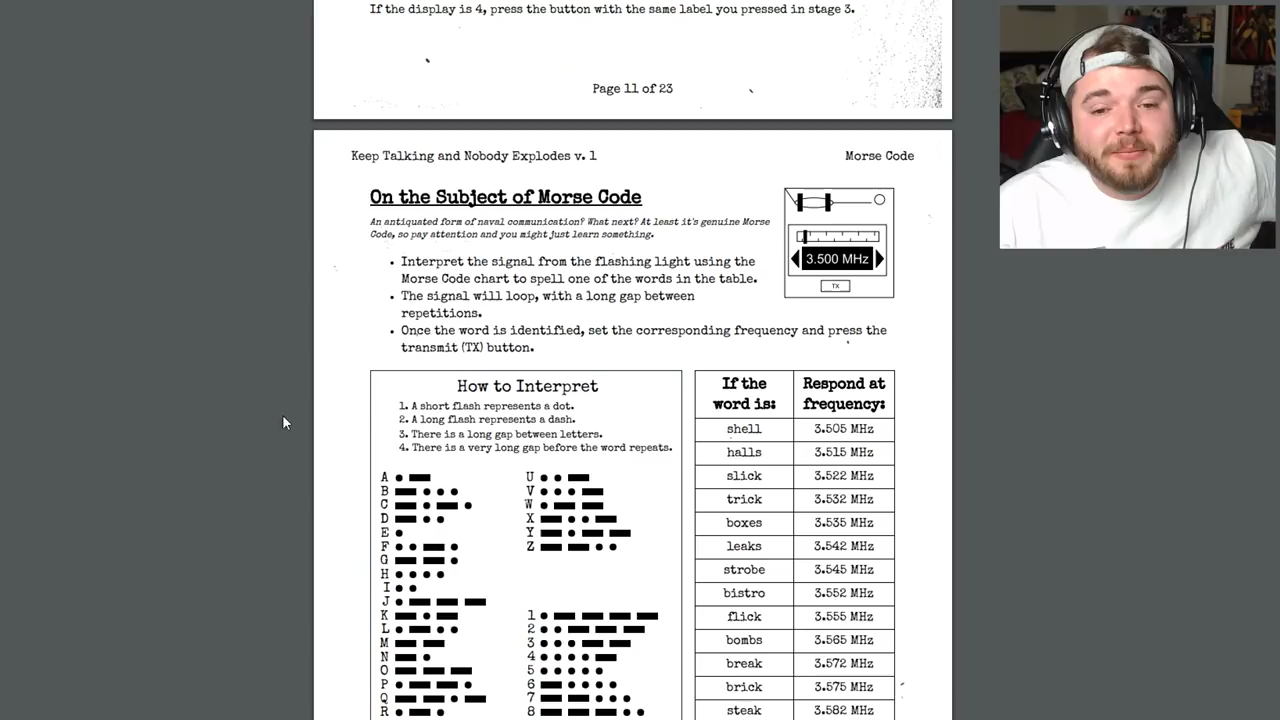 If the display is 4, press the button with the same label you pressed in stage 3.
Page 11 of 23
Keep Talking and Nobody Explodes v. 1
Morse Code
On the Subject of Morse Code
An antiquated form of naval communication? What next? At least it's genuine Morse
Code, so pay attention and you might just learn something.
• Interpret the signal from the flashing light using the
Morse Code chart to spell one of the words in the table.
• The signal will loop, with a long gap between
repetitions.
• Once the word is identified, set the corresponding frequency and press the
transmit (TX) button.
3.500 MHz
TX
How to Interpret
1. A short flash represents a dot.
2. A long flash represents a dash.
3. There is a long gap between letters.
4. There is a very long gap before the word repeats.
A
B
C
D
E
F
G
H
I
J
K
L
M
N
O
P
Q
R
U
V
W
X
Y
Z
1
2
3
4
5
6
7
8
If the word is: Respond at frequency:
shell 3.505 MHz
halls 3.515 MHz
slick 3.522 MHz
trick 3.532 MHz
boxes 3.535 MHz
leaks 3.542 MHz
strobe 3.545 MHz
bistro 3.552 MHz
flick 3.555 MHz
bombs 3.565 MHz
break 3.572 MHz
brick 3.575 MHz
steak 3.582 MHz